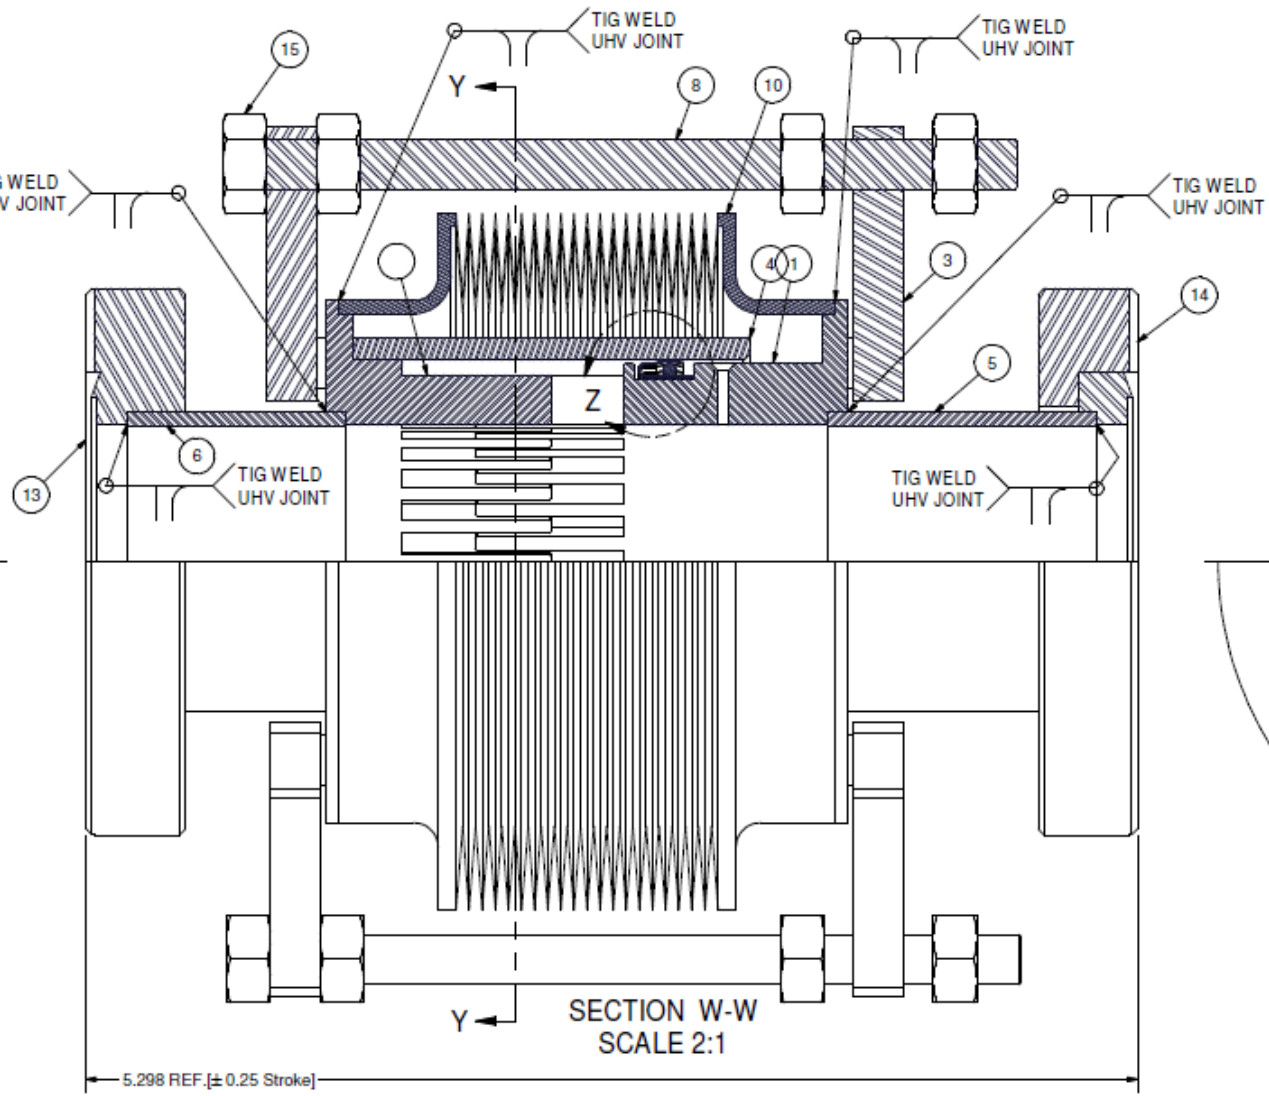 TIG WELD
UHV JOINT
TIG WELD
UHV JOINT
15
Y
8
10
G WELD
V JOINT
TIG WELD
UHV JOINT
4
1
3
14
Z
5
6
13
TIG WELD
UHV JOINT
TIG WELD
UHV JOINT
Y
SECTION W-W
SCALE 2:1
5.298 REF.[± 0.25 Stroke]